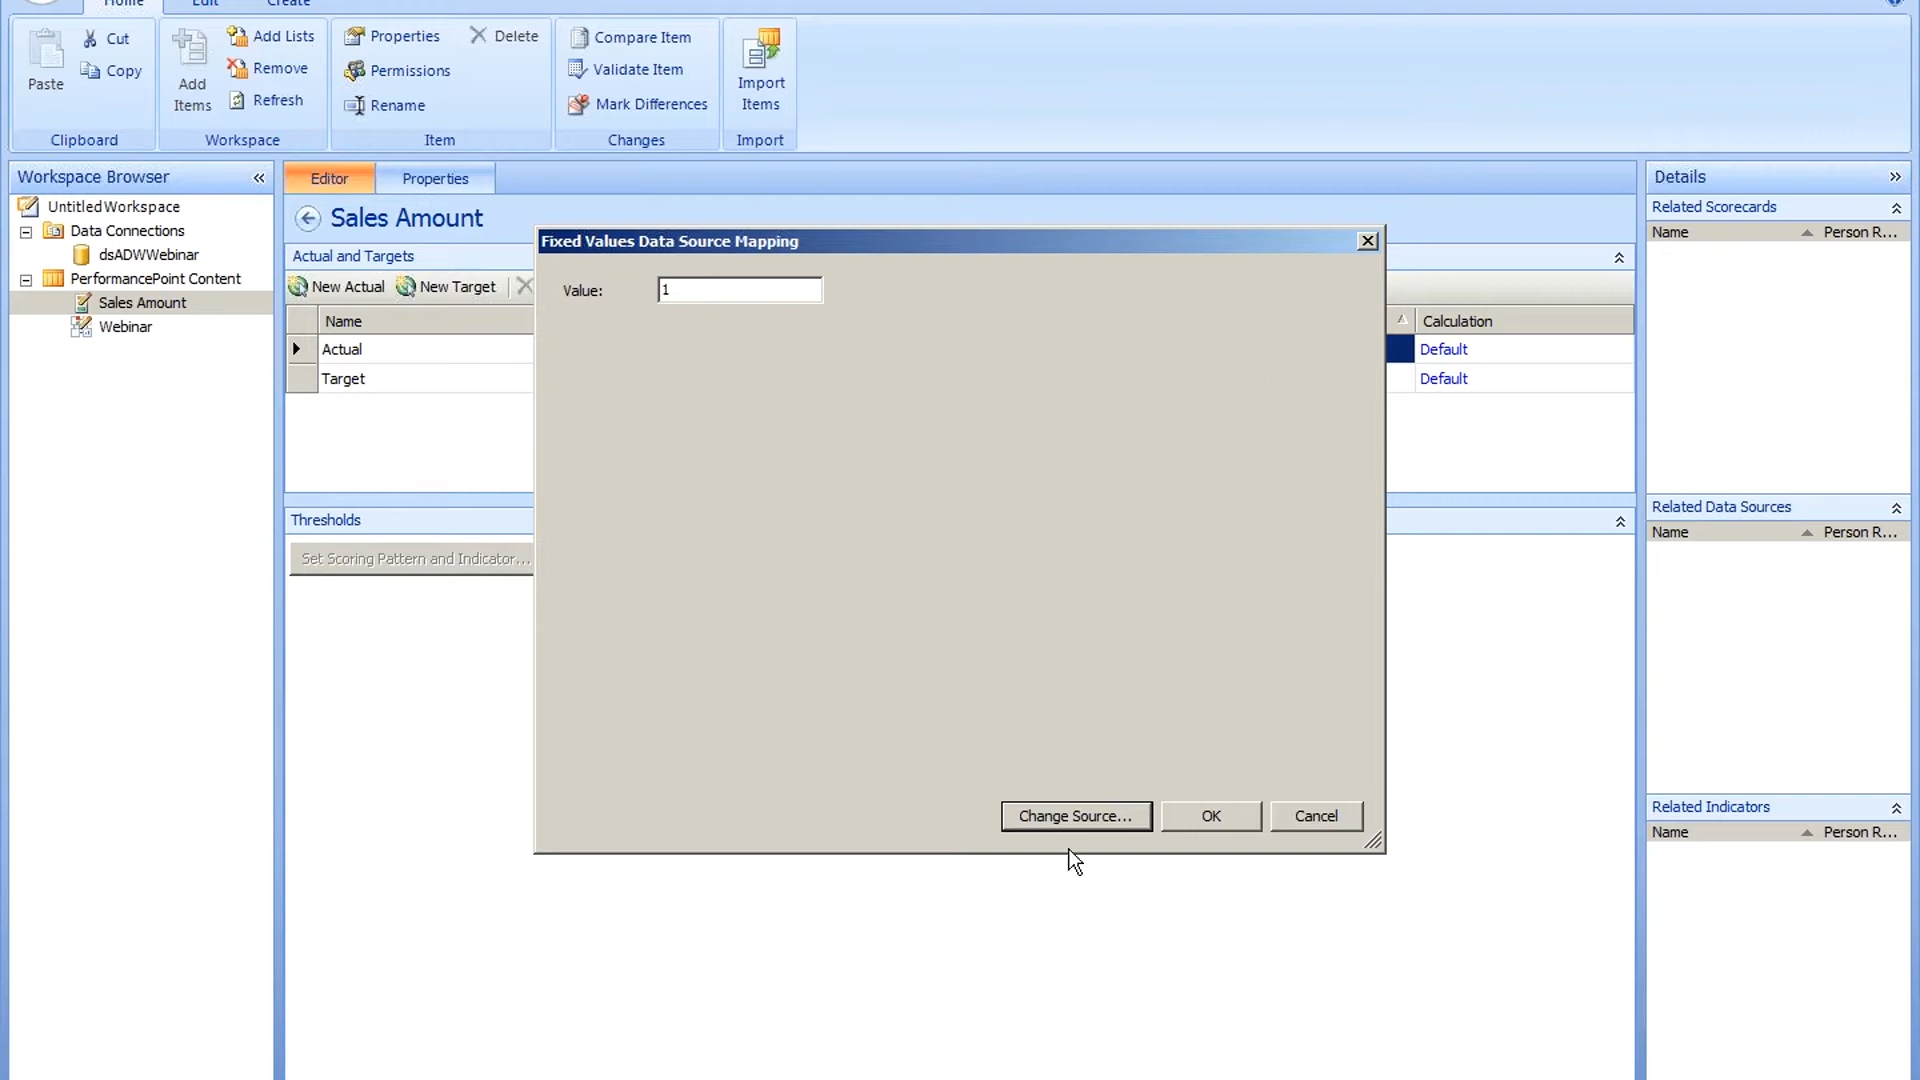 Home Edit Create
Paste
Cut
Copy
Clipboard
Add Items
Add Lists
Remove
Refresh
Workspace
Properties
Permissions
Rename
Delete
Item
Compare Item
Validate Item
Mark Differences
Changes
Import Items
Import
Workspace Browser
Untitled Workspace
Data Connections
dsADWWebinar
PerformancePoint Content
Sales Amount
Webinar
Editor Properties
Sales Amount
Actual and Targets
New Actual New Target
Name Calculation
Actual Default
Target Default
Thresholds
Set Scoring Pattern and Indicator...
Fixed Values Data Source Mapping
Value: 1
Change Source... OK Cancel
Details
Related Scorecards
Name Person R...
Related Data Sources
Name Person R...
Related Indicators
Name Person R...